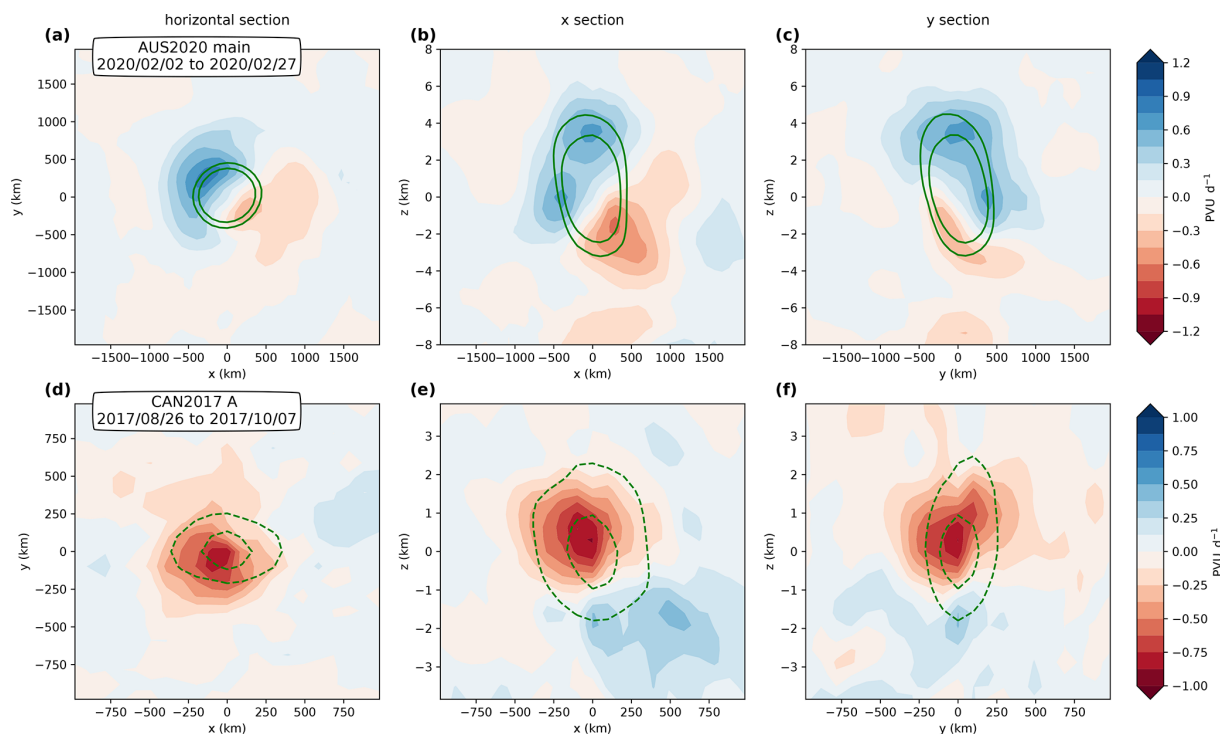 horizontal section
x section
y section
(a)
(b)
(c)
AUS2020 main
2020/02/02 to 2020/02/27
1500
1000
500
0
−500
−1000
−1500
y (km)
−1500−1000 −500 0 500 1000 1500
x (km)
8
6
4
2
0
−2
−4
−6
−8
z (km)
−1500−1000 −500 0 500 1000 1500
x (km)
8
6
4
2
0
−2
−4
−6
−8
z (km)
−1500−1000 −500 0 500 1000 1500
y (km)
1.2
0.9
0.6
0.3
0.0
−0.3
−0.6
−0.9
−1.2
PVU d⁻¹
(d)
(e)
(f)
CAN2017 A
2017/08/26 to 2017/10/07
750
500
250
0
−250
−500
−750
y (km)
−750 −500 −250 0 250 500 750
x (km)
3
2
1
0
−1
−2
−3
z (km)
−750 −500 −250 0 250 500 750
x (km)
3
2
1
0
−1
−2
−3
z (km)
−750 −500 −250 0 250 500 750
y (km)
1.00
0.75
0.50
0.25
0.00
−0.25
−0.50
−0.75
−1.00
PVU d⁻¹